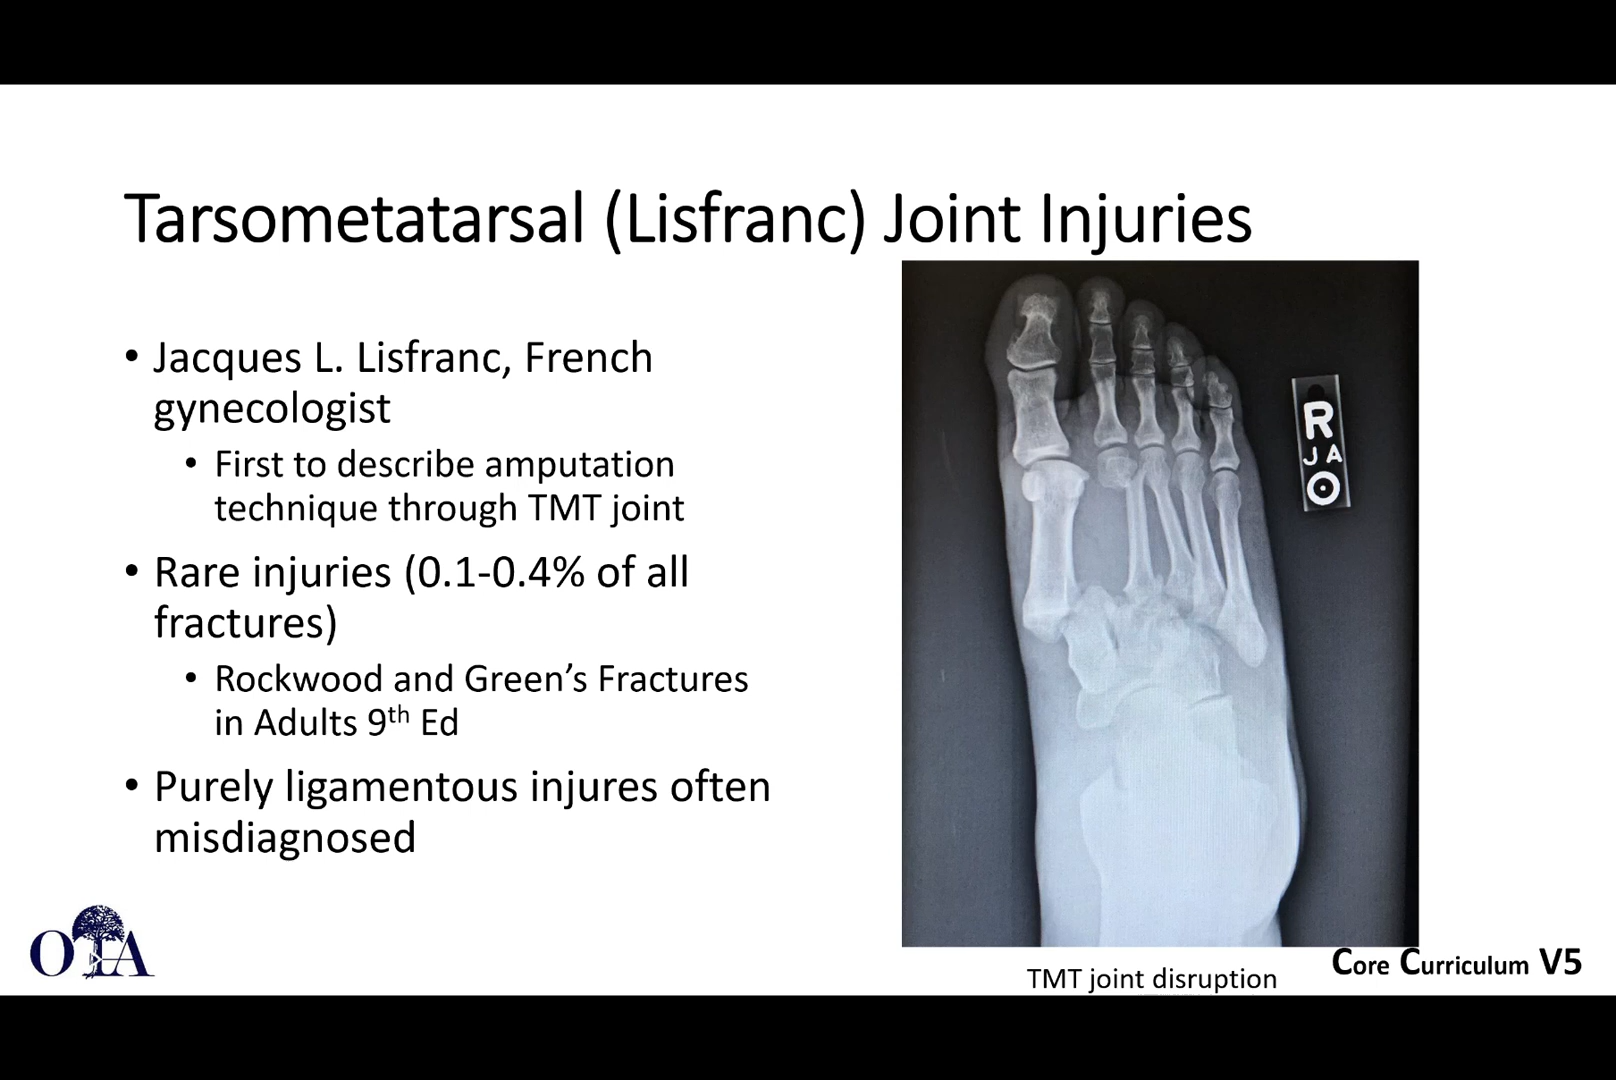 Tarsometatarsal (Lisfranc) Joint Injuries
• Jacques L. Lisfranc, French
gynecologist
• First to describe amputation
technique through TMT joint
• Rare injuries (0.1-0.4% of all
fractures)
• Rockwood and Green’s Fractures
in Adults 9th Ed
• Purely ligamentous injures often
misdiagnosed
R
JA
O
OTA
TMT joint disruption
Core Curriculum V5